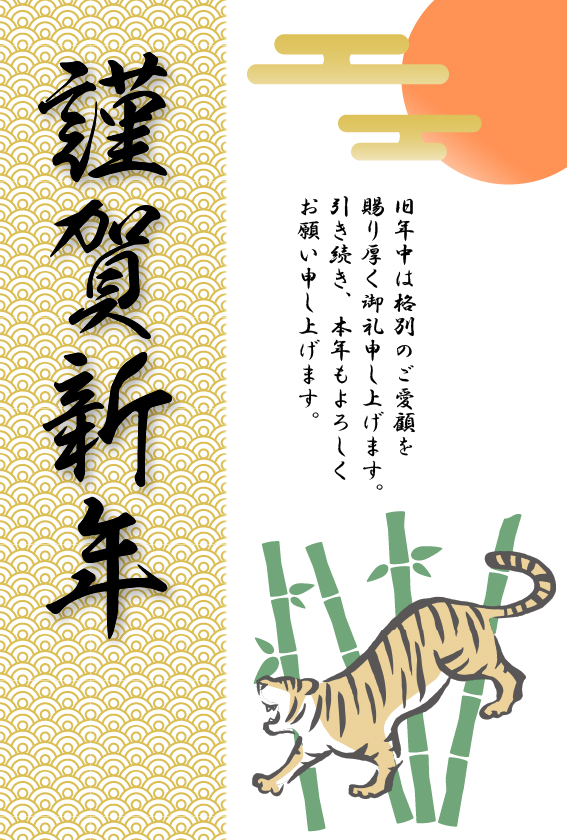 謹賀新年
旧年中は格別のご愛顧を
賜り厚く御礼申し上げます。
引き続き、本年もよろしく
お願い申し上げます。